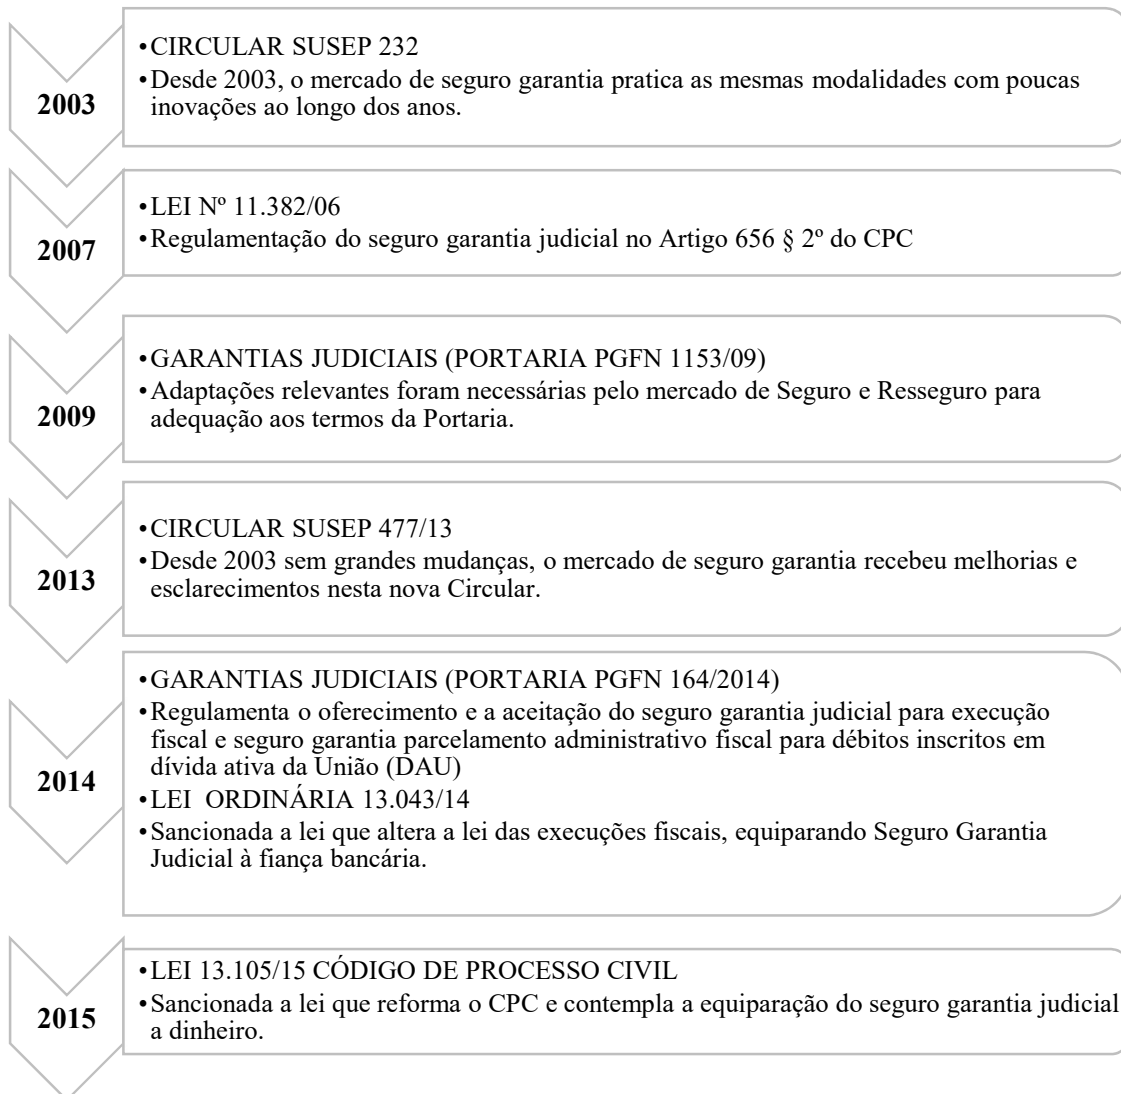 2003
•CIRCULAR SUSEP 232
•Desde 2003, o mercado de seguro garantia pratica as mesmas modalidades com poucas
inovações ao longo dos anos.
2007
•LEI Nº 11.382/06
•Regulamentação do seguro garantia judicial no Artigo 656 § 2º do CPC
2009
•GARANTIAS JUDICIAIS (PORTARIA PGFN 1153/09)
•Adaptações relevantes foram necessárias pelo mercado de Seguro e Resseguro para
adequação aos termos da Portaria.
2013
•CIRCULAR SUSEP 477/13
•Desde 2003 sem grandes mudanças, o mercado de seguro garantia recebeu melhorias e
esclarecimentos nesta nova Circular.
2014
•GARANTIAS JUDICIAIS (PORTARIA PGFN 164/2014)
•Regulamenta o oferecimento e a aceitação do seguro garantia judicial para execução
fiscal e seguro garantia parcelamento administrativo fiscal para débitos inscritos em
dívida ativa da União (DAU)
•LEI ORDINÁRIA 13.043/14
•Sancionada a lei que altera a lei das execuções fiscais, equiparando Seguro Garantia
Judicial à fiança bancária.
2015
•LEI 13.105/15 CÓDIGO DE PROCESSO CIVIL
•Sancionada a lei que reforma o CPC e contempla a equiparação do seguro garantia judicial
a dinheiro.